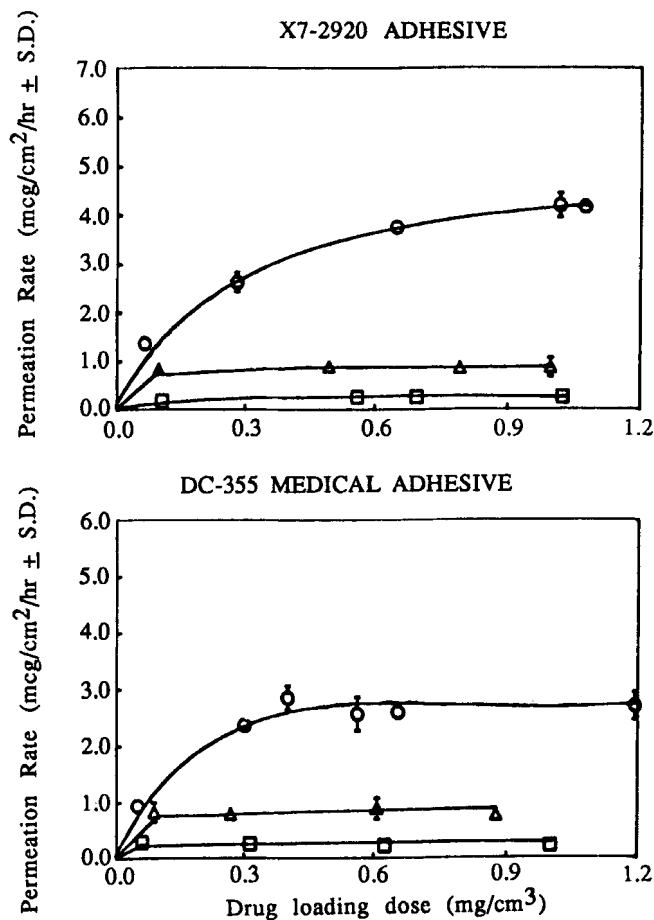 X7-2920 ADHESIVE
Permeation Rate (mcg/cm2/hr ± S.D.)
7.0
6.0
5.0
4.0
3.0
2.0
1.0
0.0
0.0 0.3 0.6 0.9 1.2
DC-355 MEDICAL ADHESIVE
Permeation Rate (mcg/cm2/hr ± S.D.)
6.0
5.0
4.0
3.0
2.0
1.0
0.0
0.0 0.3 0.6 0.9 1.2
Drug loading dose (mg/cm3)